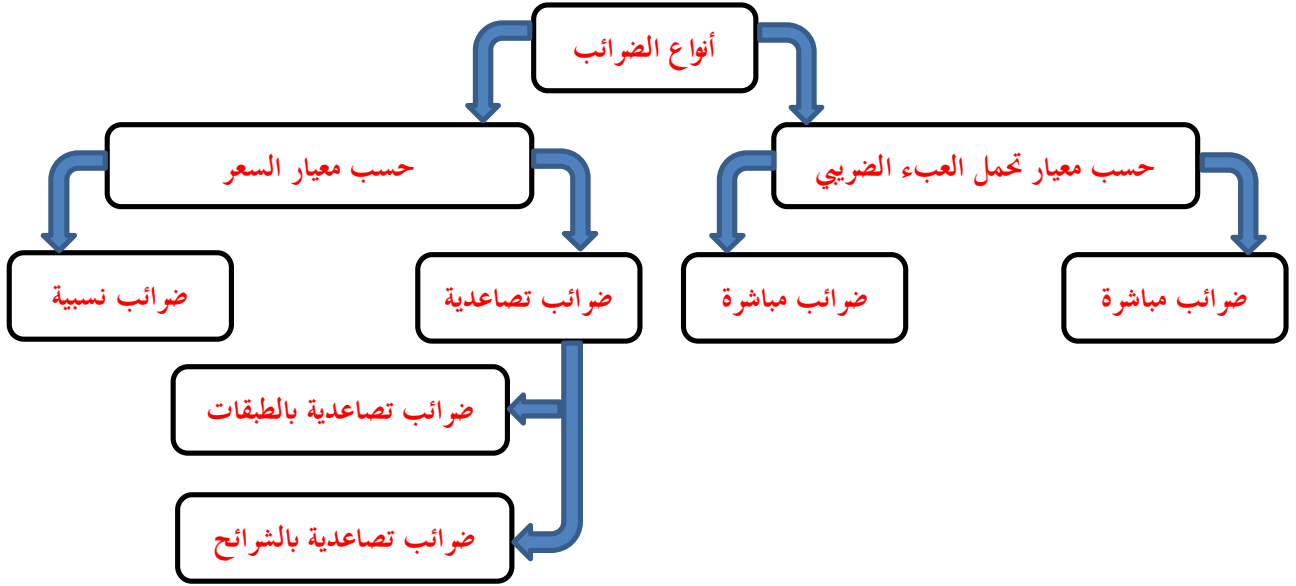 أنواع الضرائب
حسب معيار تحمل العبء الضريبي
حسب معيار السعر
ضرائب مباشرة
ضرائب مباشرة
ضرائب تصاعدية
ضرائب نسبية
ضرائب تصاعدية بالطبقات
ضرائب تصاعدية بالشرائح